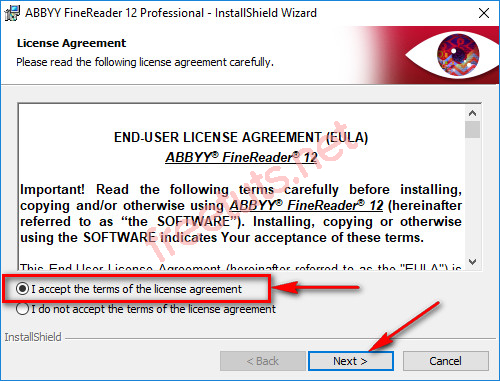 ABBYY FineReader 12 Professional - InstallShield Wizard
License Agreement
Please read the following license agreement carefully.
END-USER LICENSE AGREEMENT (EULA)
ABBYY® FineReader® 12
Important! Read the following terms carefully before installing,
copying and/or otherwise using ABBYY® FineReader® 12 (hereinafter
referred to as “the SOFTWARE”). Installing, copying or otherwise
using the SOFTWARE indicates Your acceptance of these terms.
This End User License Agreement (hereinafter referred to as the "EULA") is
freetuts.net
I accept the terms of the license agreement
I do not accept the terms of the license agreement
InstallShield
< Back
Next >
Cancel